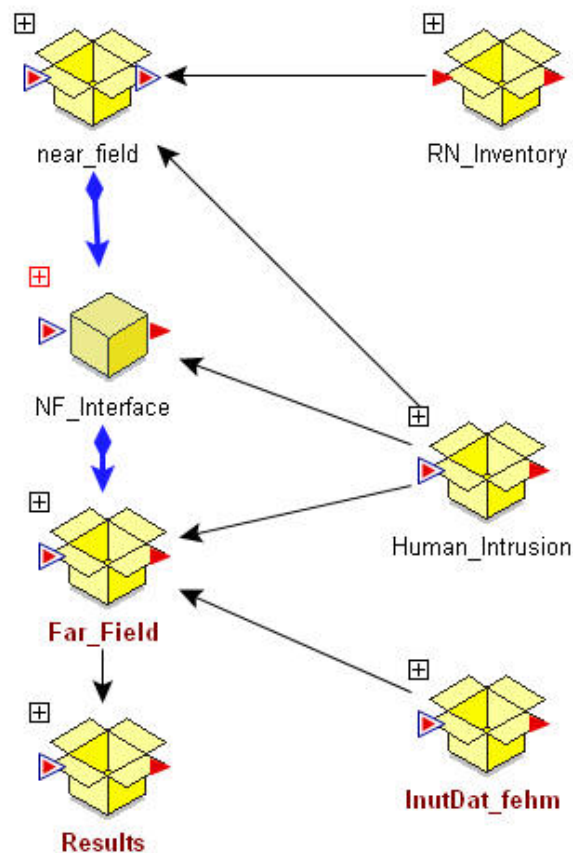 near_field
RN_Inventory
NF_Interface
Human_Intrusion
Far_Field
InutDat_fehm
Results